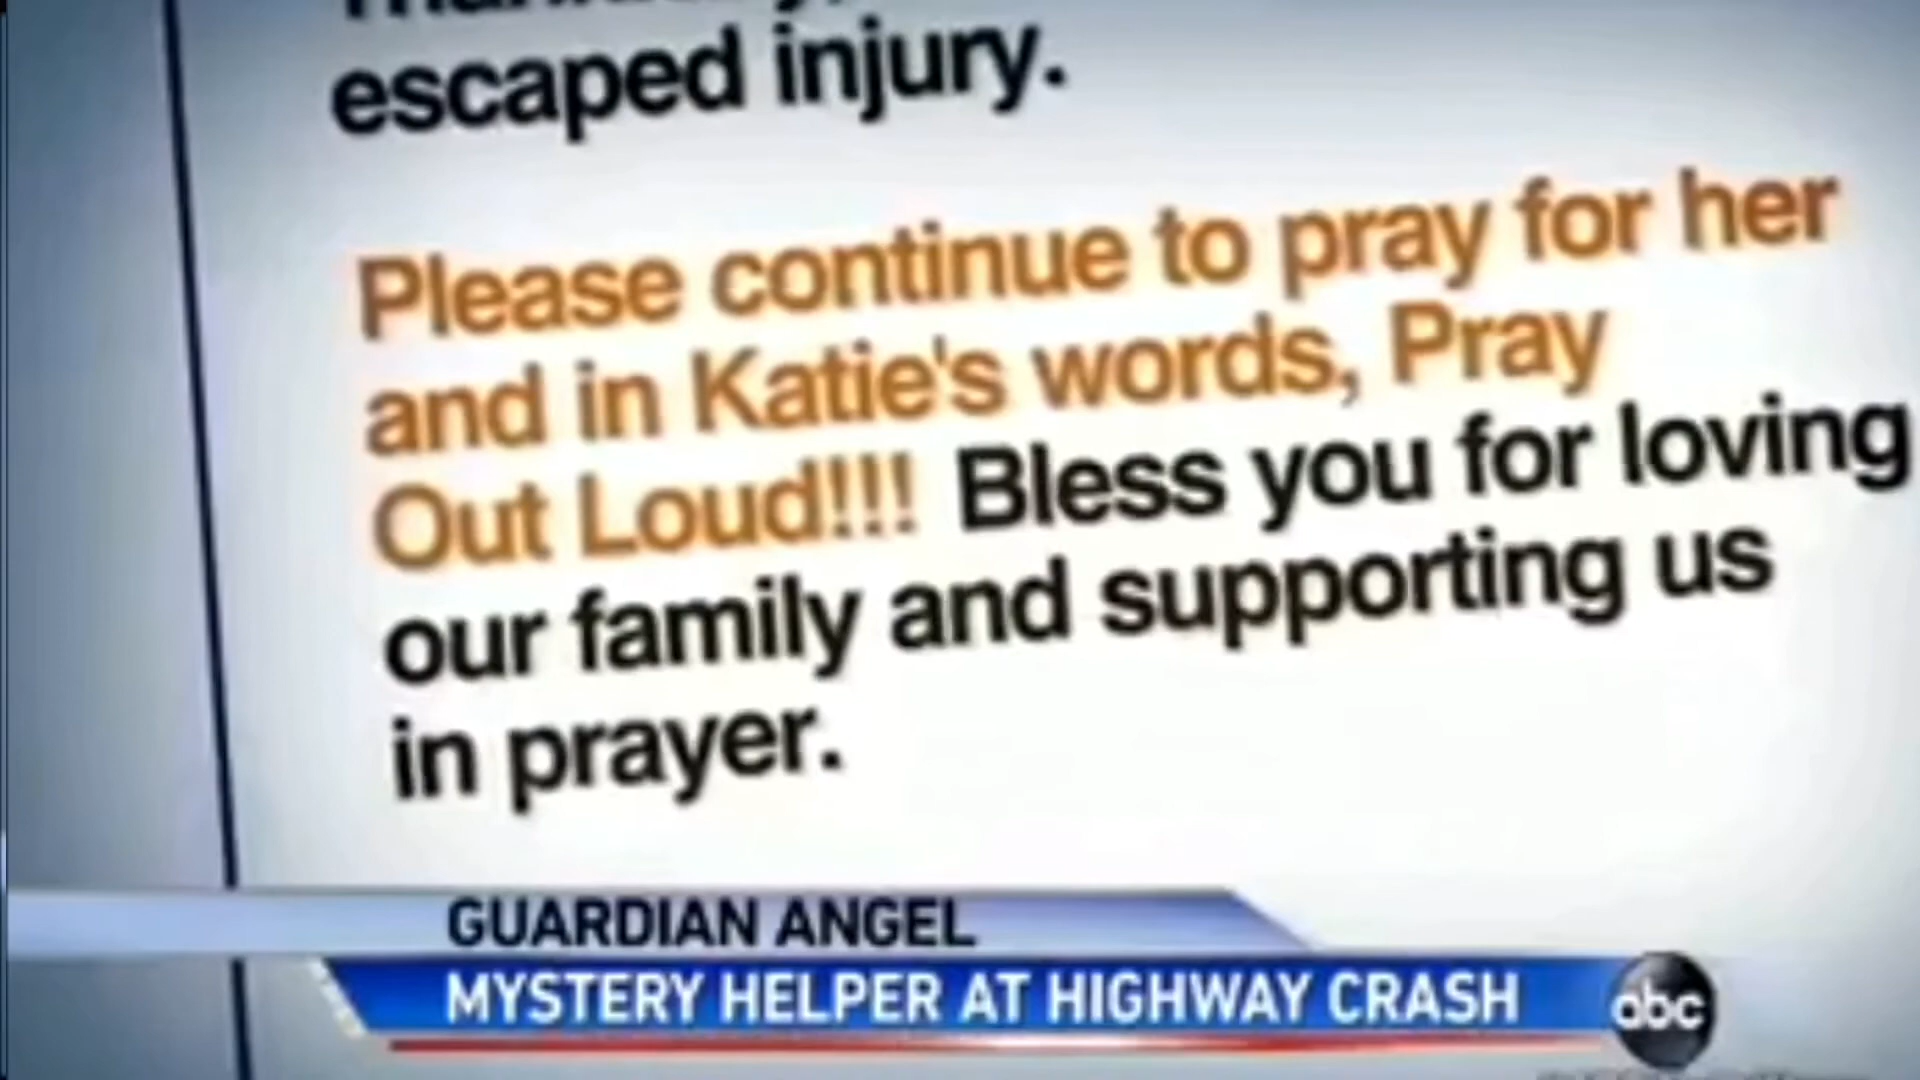 escaped injury.
Please continue to pray for her
and in Katie's words, Pray
Out Loud!!! Bless you for loving
our family and supporting us
in prayer.
GUARDIAN ANGEL
MYSTERY HELPER AT HIGHWAY CRASH
abc